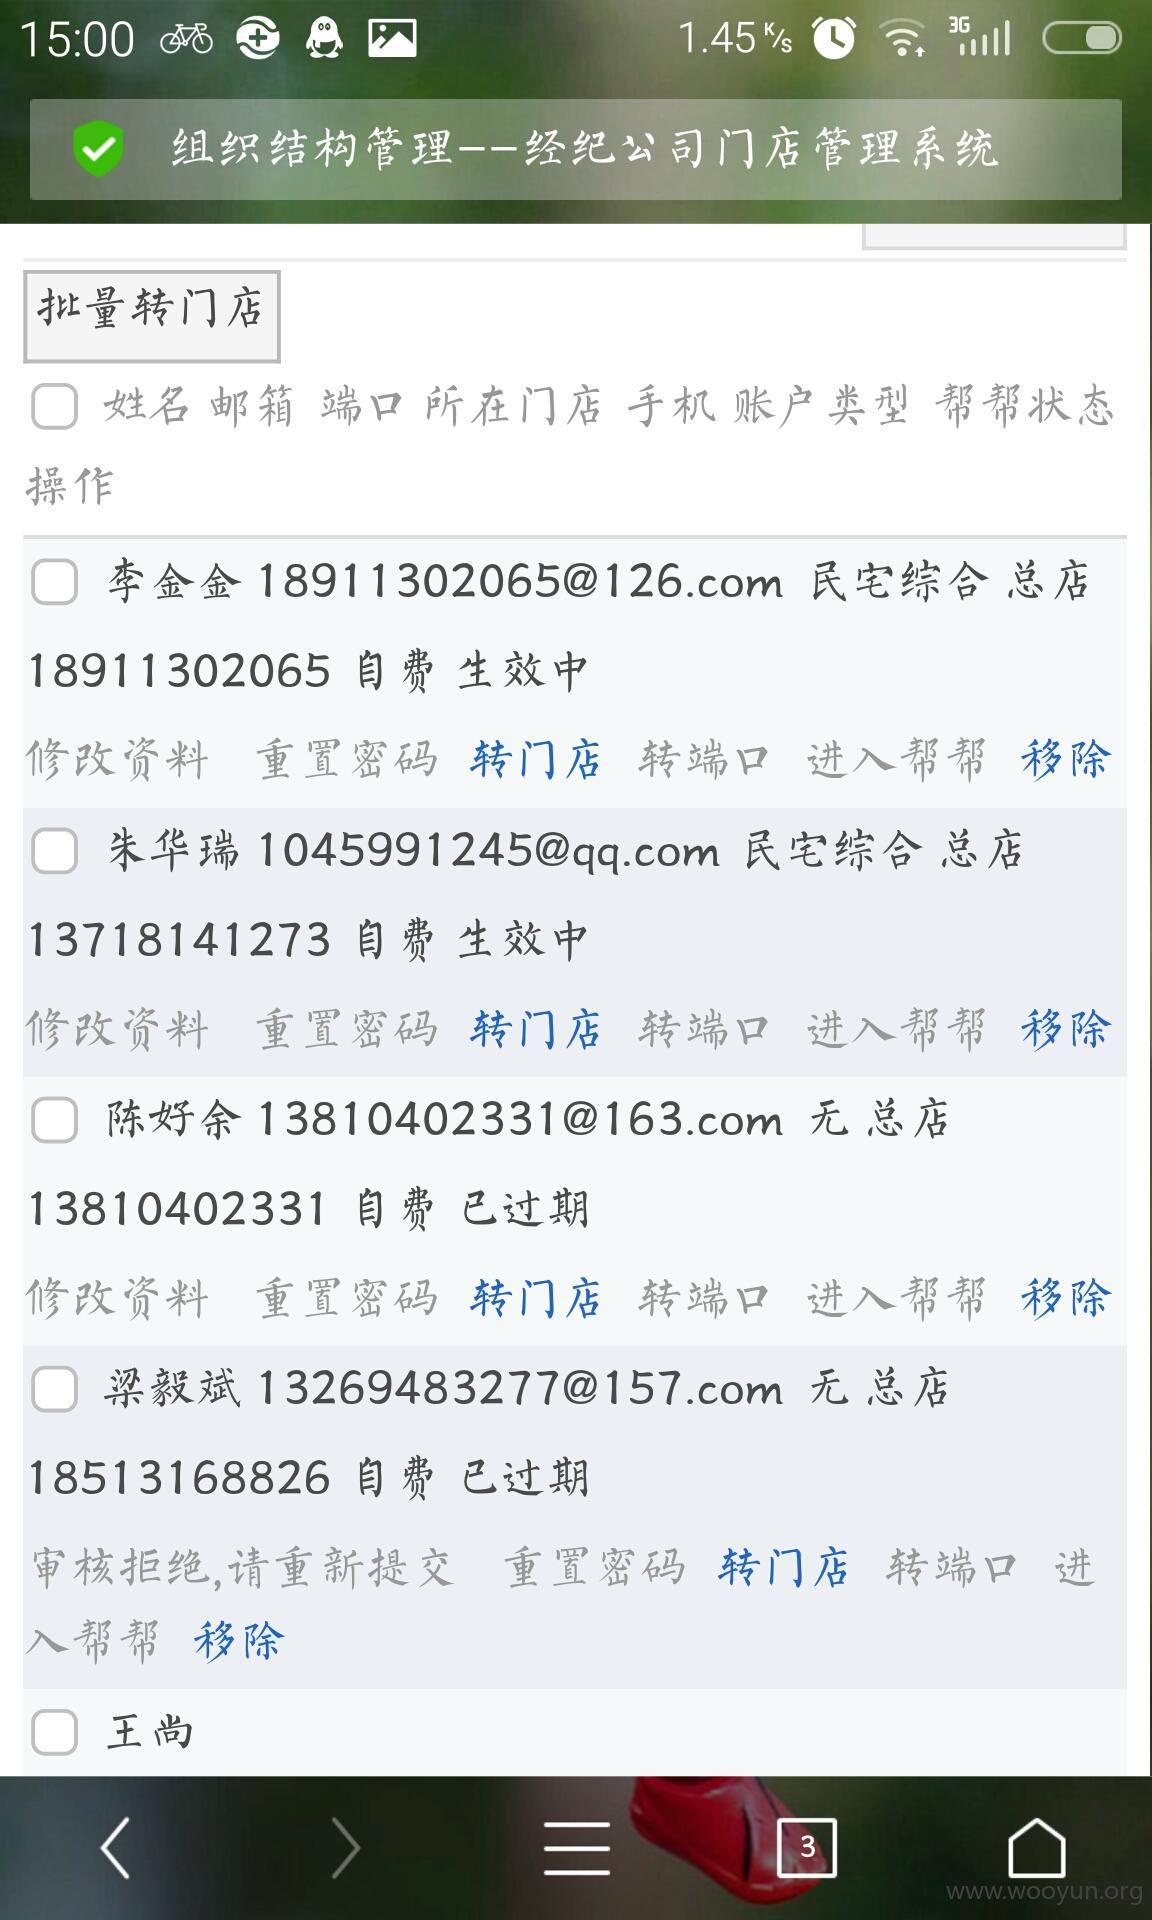 15:00 1.45 K/s 3G
组织结构管理--经纪公司门店管理系统
批量转门店
姓名 邮箱 端口 所在门店 手机 账户类型 帮帮状态
操作
李金金 18911302065@126.com 民宅综合 总店
18911302065 自费 生效中
修改资料 重置密码 转门店 转端口 进入帮帮 移除
朱华瑞 1045991245@qq.com 民宅综合 总店
13718141273 自费 生效中
修改资料 重置密码 转门店 转端口 进入帮帮 移除
陈好余 13810402331@163.com 无 总店
13810402331 自费 已过期
修改资料 重置密码 转门店 转端口 进入帮帮 移除
梁毅斌 13269483277@157.com 无 总店
18513168826 自费 已过期
审核拒绝,请重新提交 重置密码 转门店 转端口 进
入帮帮 移除
王尚
3
www.wooyun.org